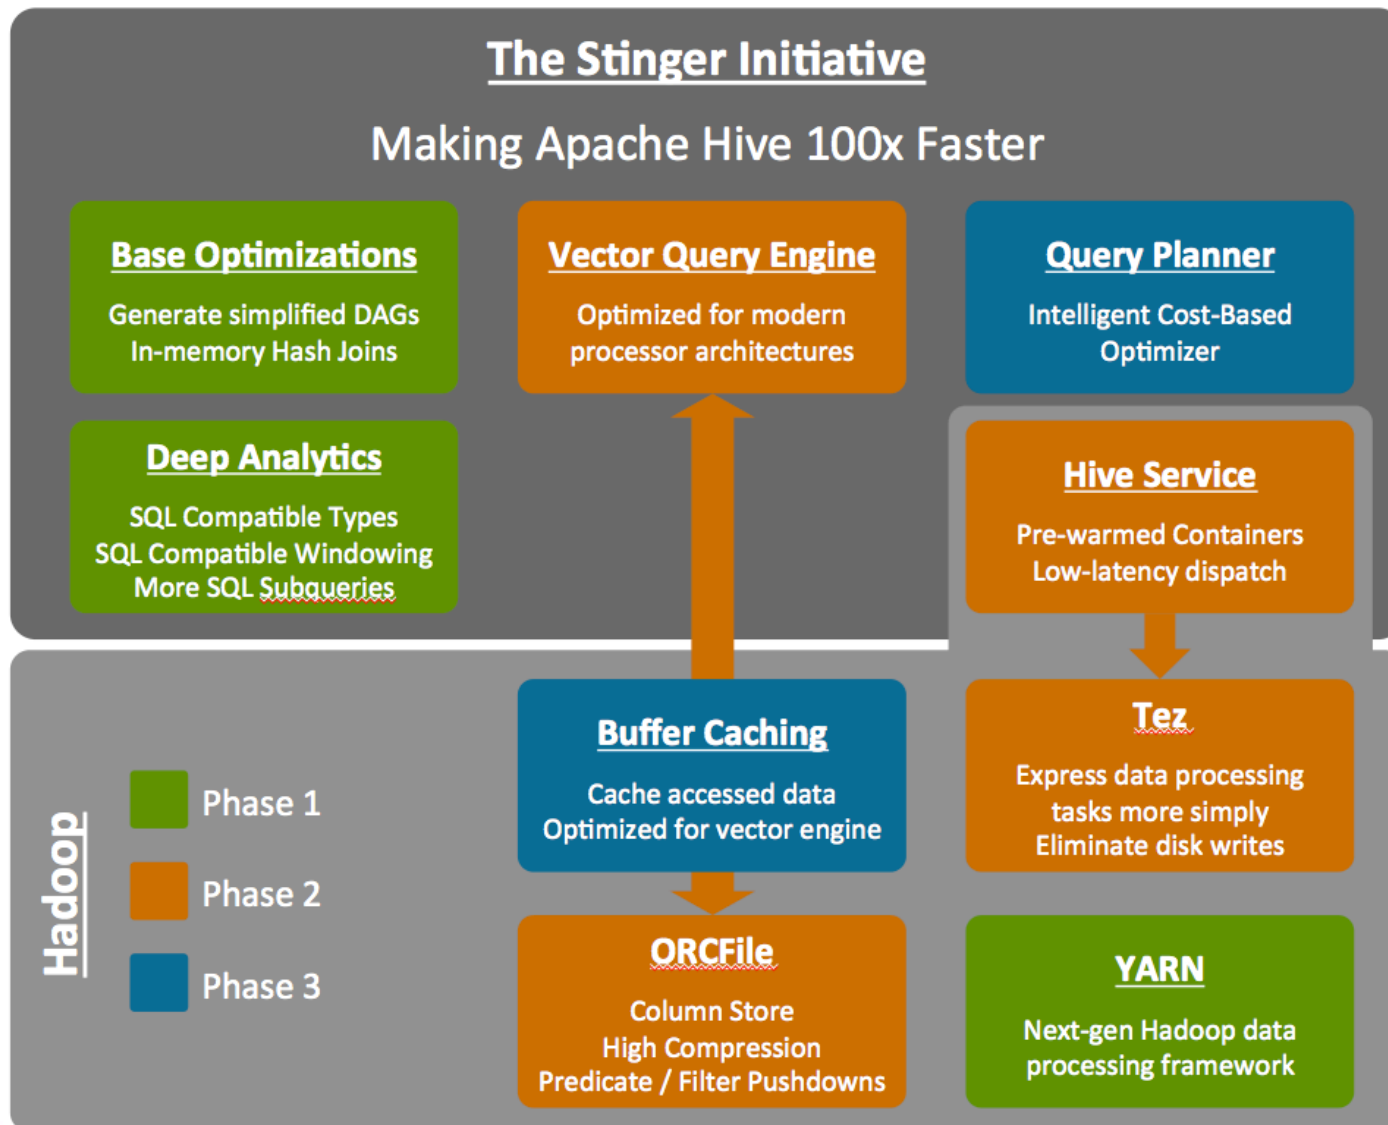 The Stinger Initiative
Making Apache Hive 100x Faster
Base Optimizations
Generate simplified DAGs
In-memory Hash Joins
Vector Query Engine
Optimized for modern
processor architectures
Query Planner
Intelligent Cost-Based
Optimizer
Deep Analytics
SQL Compatible Types
SQL Compatible Windowing
More SQL Subqueries
Hive Service
Pre-warmed Containers
Low-latency dispatch
Hadoop
Phase 1
Phase 2
Phase 3
Buffer Caching
Cache accessed data
Optimized for vector engine
Tez
Express data processing
tasks more simply
Eliminate disk writes
ORCFile
Column Store
High Compression
Predicate / Filter Pushdowns
YARN
Next-gen Hadoop data
processing framework